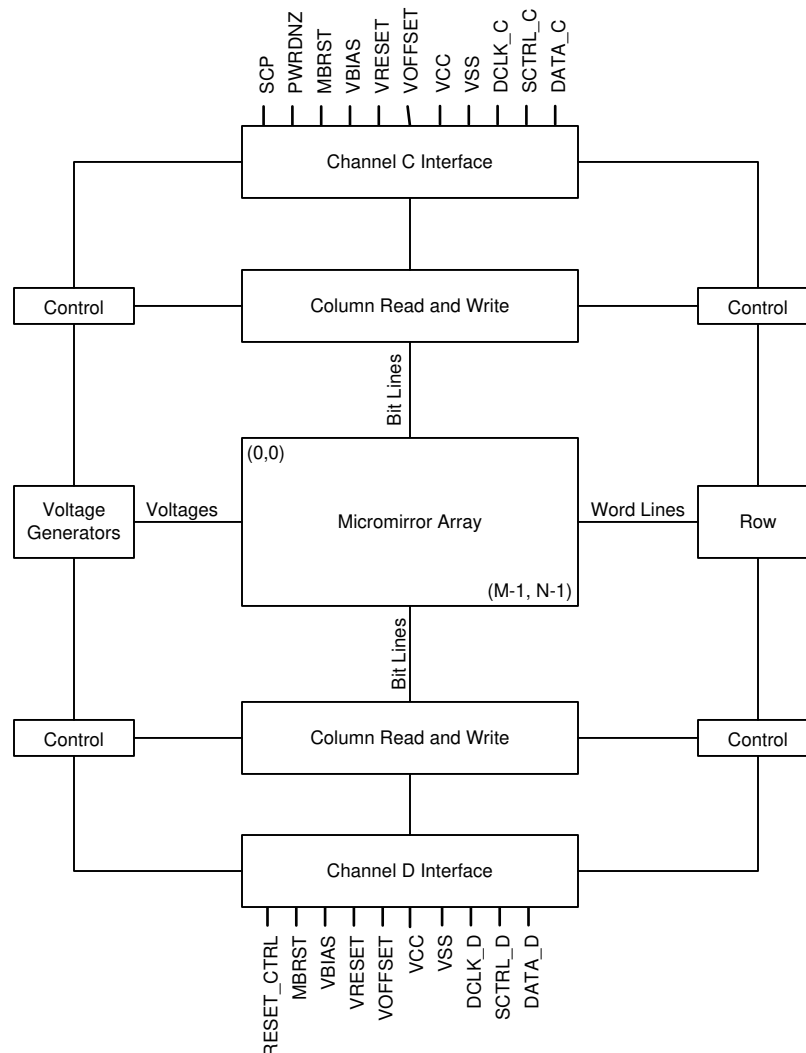 SCP
PWRDNZ
MBRST
VBIAS
VRESET
VOFFSET
VCC
VSS
DCLK_C
SCTRL_C
DATA_C
Channel C Interface
Control
Column Read and Write
Control
Bit Lines
(0,0)
Voltage
Generators
Voltages
Micromirror Array
Word Lines
Row
(M-1, N-1)
Bit Lines
Control
Column Read and Write
Control
Channel D Interface
RESET_CTRL
MBRST
VBIAS
VRESET
VOFFSET
VCC
VSS
DCLK_D
SCTRL_D
DATA_D